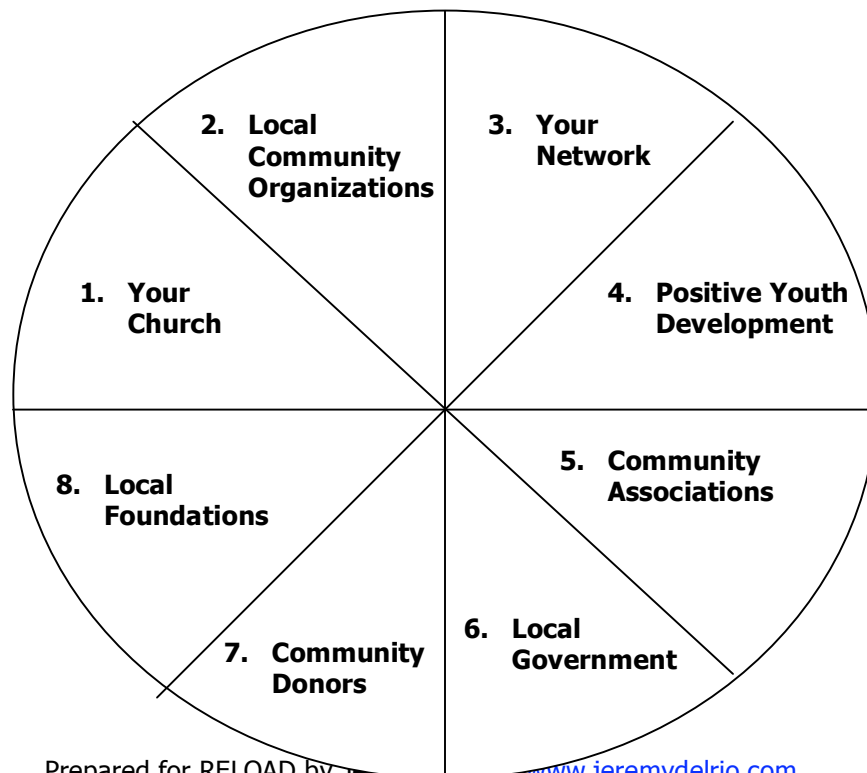 1. Your
Church
2. Local
Community
Organizations
3. Your
Network
4. Positive Youth
Development
5. Community
Associations
6. Local
Government
7. Community
Donors
8. Local
Foundations
Prepared for RELOAD by www.jeremydelrio.com